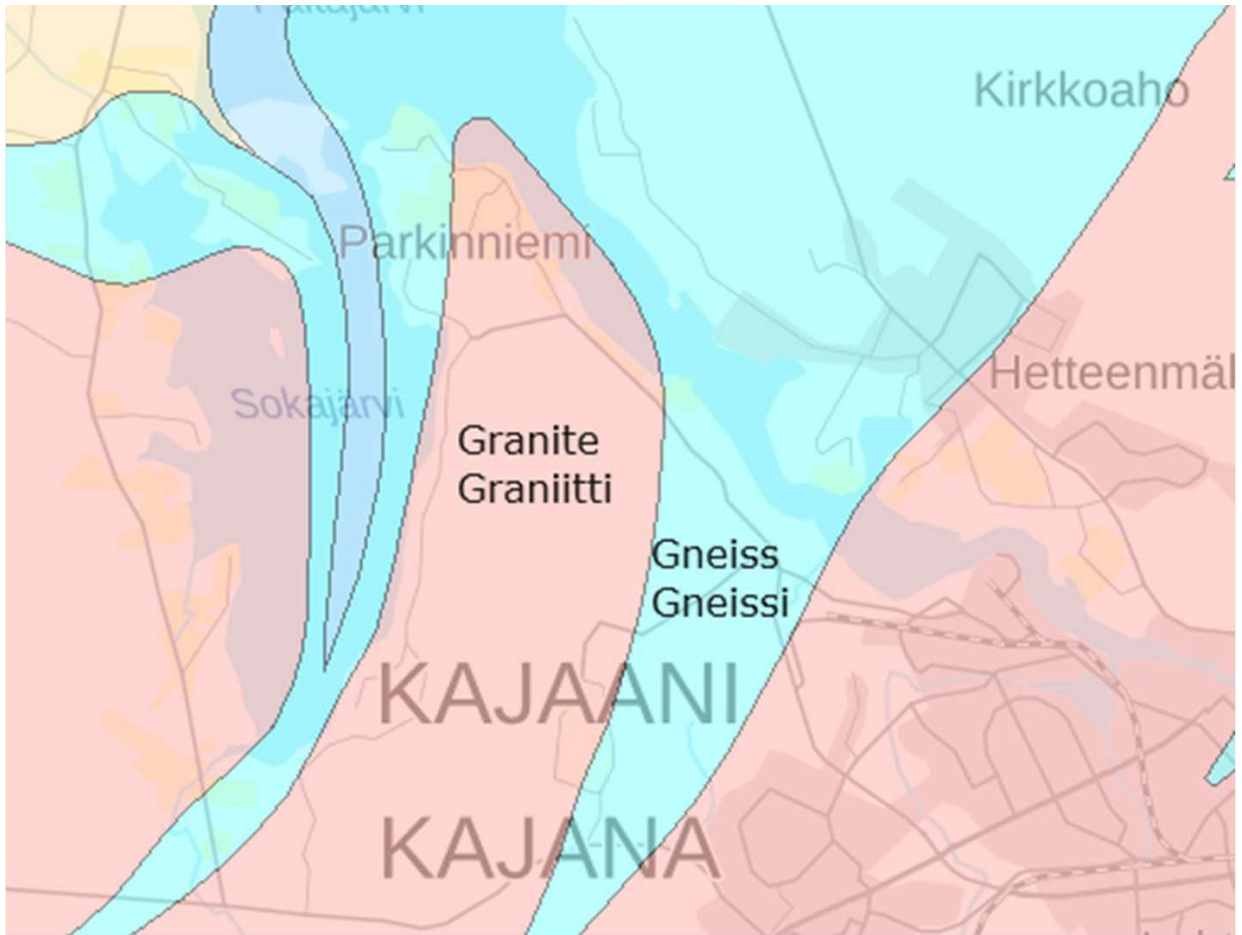 Kirkkoaho
Parkinniemi
Hetteenmäl
Sokajärvi
Granite
Graniitti
Gneiss
Gneissi
KAJAANI
KAJANA